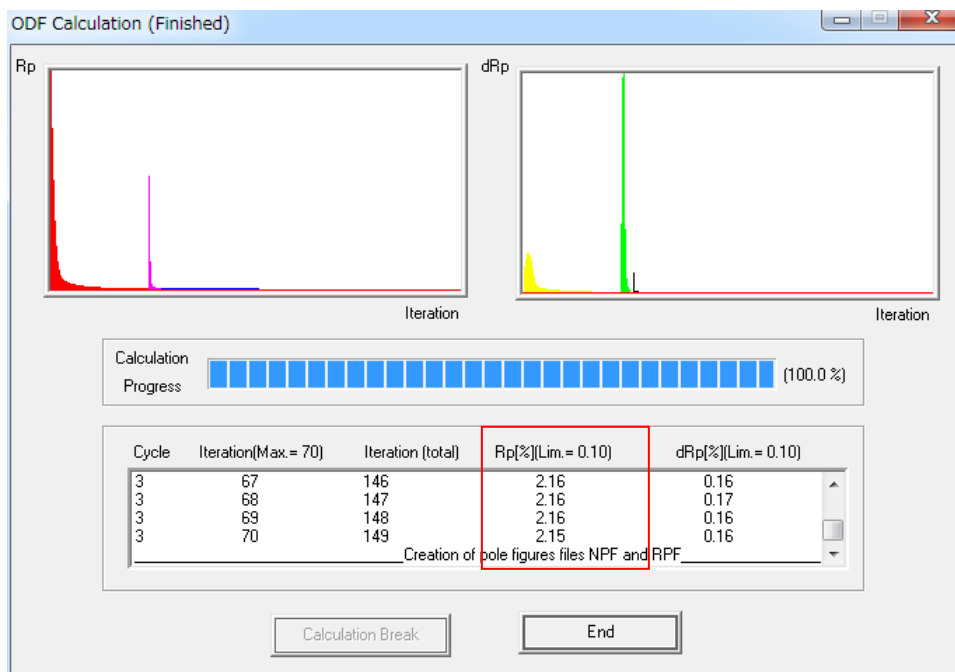 ODF Calculation (Finished)
Rp
dRp
Iteration
Iteration
Calculation
Progress
(100.0 %)
Cycle Iteration(Max.= 70) Iteration (total) Rp[%](Lim.= 0.10) dRp[%](Lim.= 0.10)
3 67 146 2.16 0.16
3 68 147 2.16 0.17
3 69 148 2.16 0.16
3 70 149 2.15 0.16
Creation of pole figures files NPF and RPF
Calculation Break
End